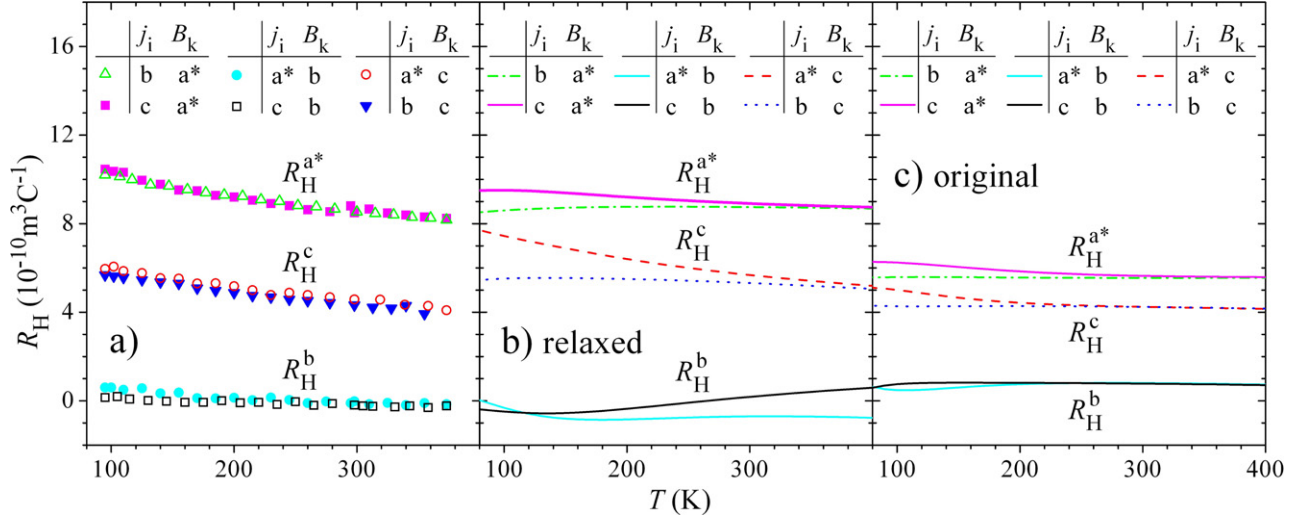 16
12
8
4
0
R_H (10⁻¹⁰m³C⁻¹)
j_i B_k j_i B_k j_i B_k
b a* a* b a* c
c a* c b b c
R_H^a*
R_H^c
R_H^b
a)
100 200 300
j_i B_k j_i B_k j_i B_k
b a* a* b a* c
c a* c b b c
R_H^a*
R_H^c
R_H^b
b) relaxed
100 200 300
j_i B_k j_i B_k j_i B_k
b a* a* b a* c
c a* c b b c
c) original
R_H^a*
R_H^c
R_H^b
100 200 300 400
T (K)